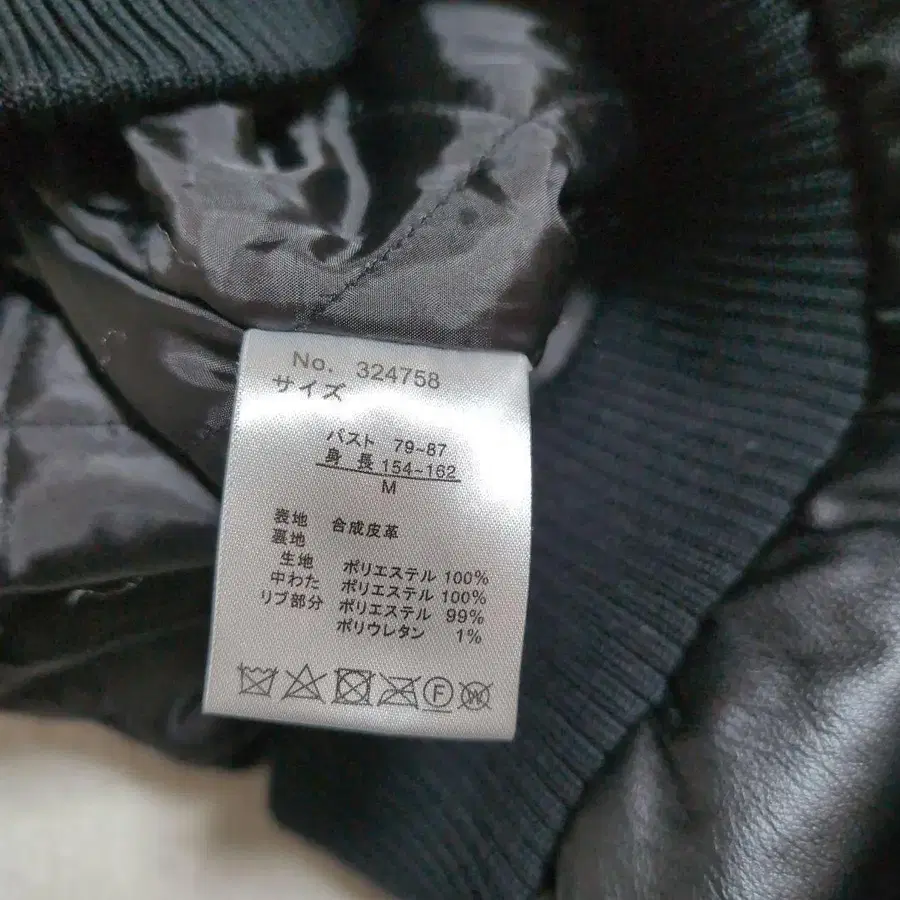 No. 324758
サイズ
バスト 79-87
身長 154-162
M
表地 合成皮革
裏地
生地 ポリエステル 100%
中わた ポリエステル 100%
リブ部分 ポリエステル 99%
ポリウレタン 1%
F W